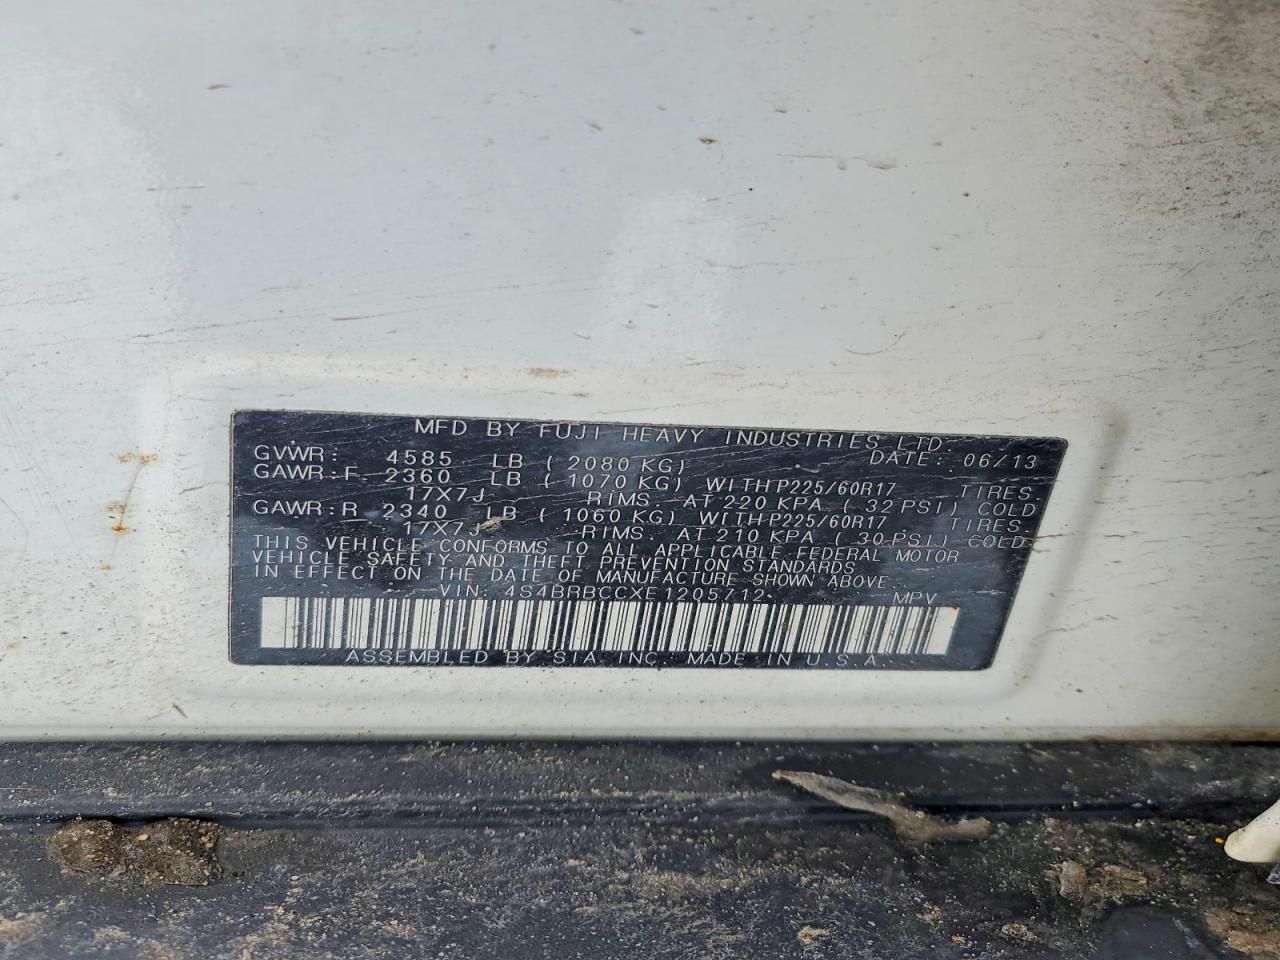 MFD BY FUJI HEAVY INDUSTRIES LTD.
GVWR: 4585 LB (2080 KG) DATE: 06/13
GAWR:F 2360 LB (1070 KG) WITH P225/60R17 TIRES
17X7J RIMS AT 220 KPA (32 PSI) COLD
GAWR:R 2340 LB (1060 KG) WITH P225/60R17 TIRES
17X7J RIMS AT 210 KPA (30 PSI) COLD
THIS VEHICLE CONFORMS TO ALL APPLICABLE FEDERAL MOTOR
VEHICLE SAFETY AND THEFT PREVENTION STANDARDS
IN EFFECT ON THE DATE OF MANUFACTURE SHOWN ABOVE
VIN: 4S4BRBCCXE1205712 MPV
ASSEMBLED BY SIA INC. MADE IN U.S.A.